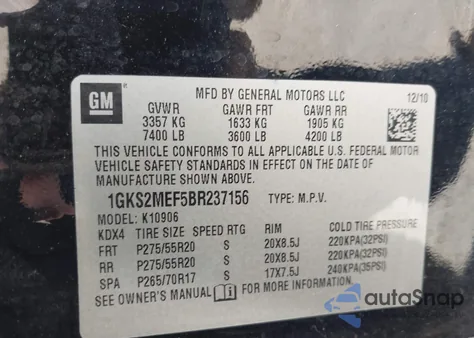 GM
MFD BY GENERAL MOTORS LLC
12/10
GVWR GAWR FRT GAWR RR
3357 KG 1633 KG 1905 KG
7400 LB 3600 LB 4200 LB
THIS VEHICLE CONFORMS TO ALL APPLICABLE U.S. FEDERAL MOTOR
VEHICLE SAFETY STANDARDS IN EFFECT ON THE DATE OF
MANUFACTURE SHOWN ABOVE.
1GKS2MEF5BR237156 TYPE: M.P.V.
MODEL: K10906
KDX4 TIRE SIZE SPEED RTG RIM COLD TIRE PRESSURE
FRT P275/55R20 S 20X8.5J 220KPA(32PSI)
RR P275/55R20 S 20X8.5J 220KPA(32PSI)
SPA P265/70R17 S 17X7.5J 240KPA(35PSI)
SEE OWNER'S MANUAL FOR MORE INFORMATION.
autoSnap